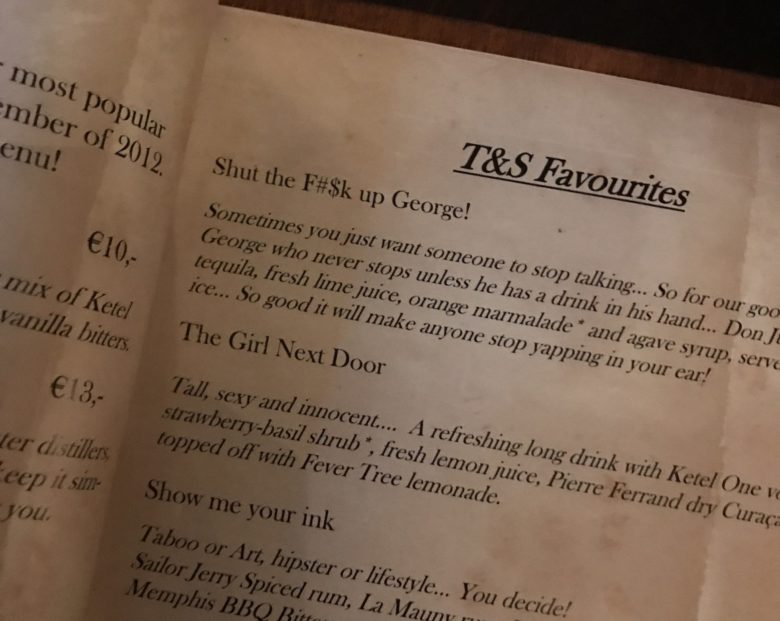 most popular
ember of 2012.
enu!
€10,-
mix of Ketel
vanilla bitters.
€13,-
ter distillers,
keep it sim-
you.
T&S Favourites
Shut the F#$k up George!
Sometimes you just want someone to stop talking... So for our goo
George who never stops unless he has a drink in his hand... Don Ju
tequila, fresh lime juice, orange marmalade* and agave syrup, serve
ice... So good it will make anyone stop yapping in your ear!
The Girl Next Door
Tall, sexy and innocent.... A refreshing long drink with Ketel One vo
strawberry-basil shrub*, fresh lemon juice, Pierre Ferrand dry Curaça
topped off with Fever Tree lemonade.
Show me your ink
Taboo or Art, hipster or lifestyle... You decide!
Sailor Jerry Spiced rum, La Mauny
Memphis BBQ Bitte